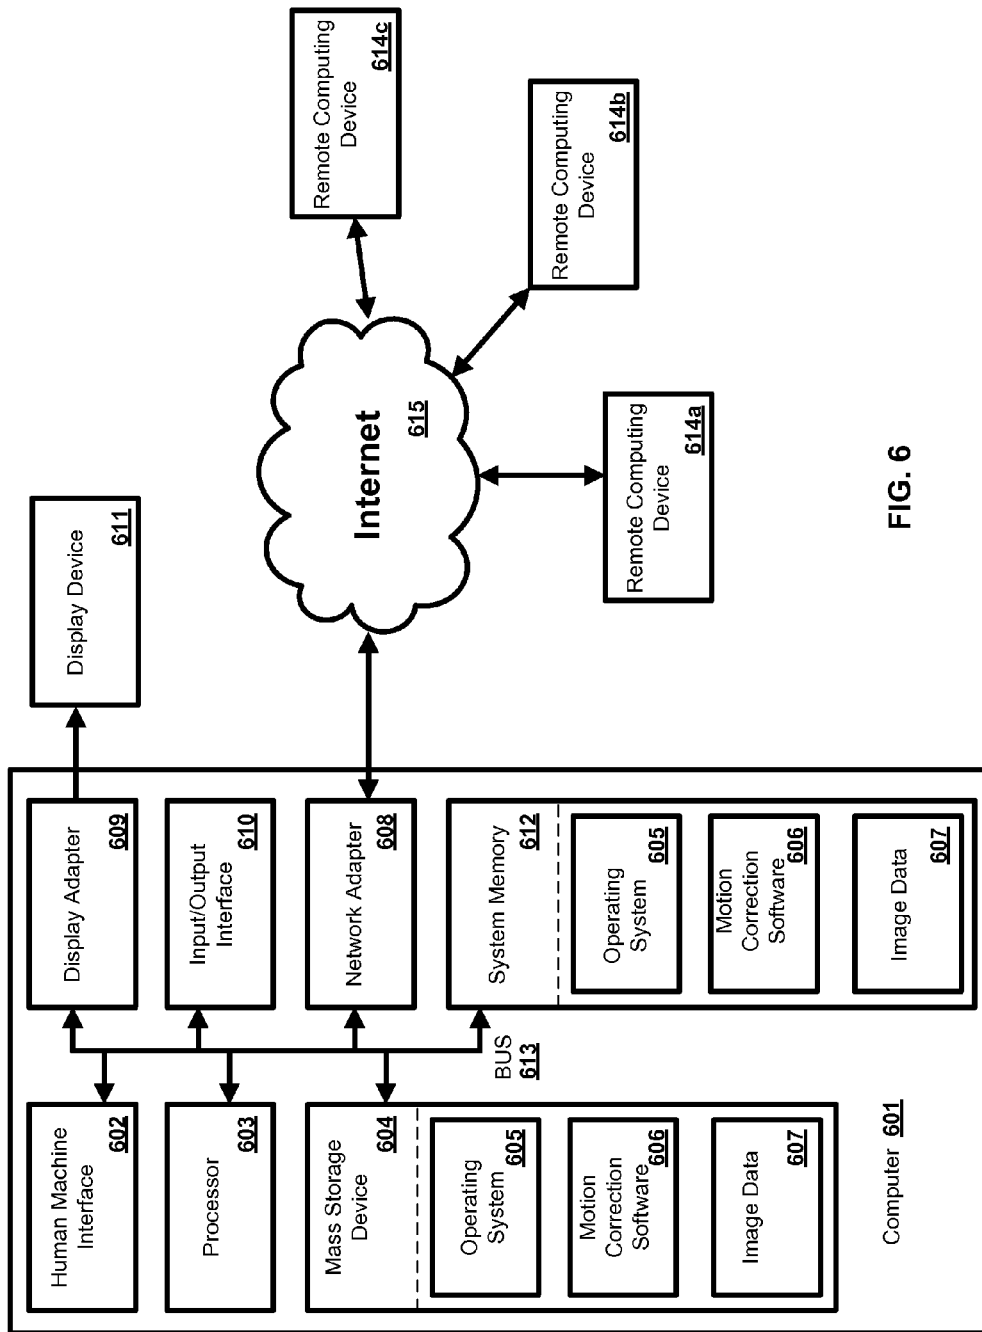 Human Machine
Interface
602
Processor
603
Mass Storage
Device
604
Operating
System
605
Motion
Correction
Software
606
Image Data
607
Computer 601
BUS
613
Display Adapter
609
Input/Output
Interface
610
Network Adapter
608
System Memory
612
Operating
System
605
Motion
Correction
Software
606
Image Data
607
Display Device
611
Internet
615
Remote Computing
Device
614a
Remote Computing
Device
614b
Remote Computing
Device
614c
FIG. 6